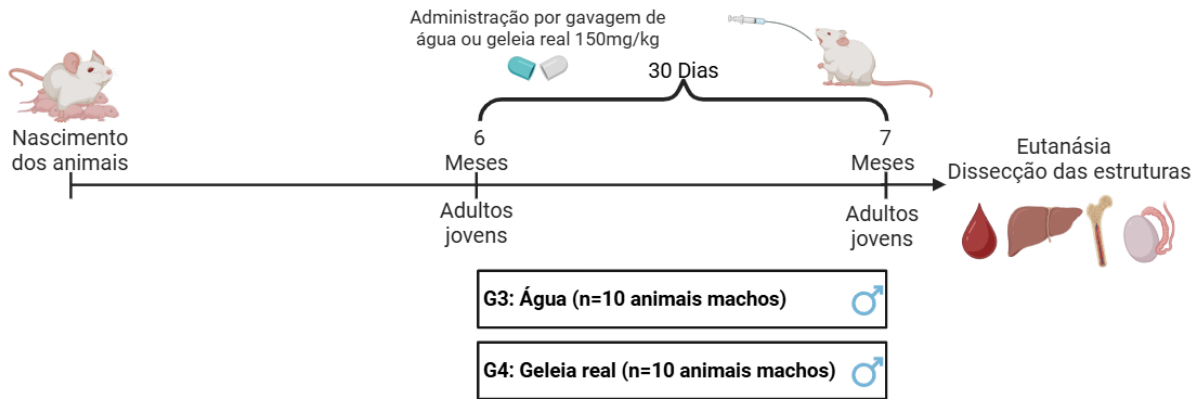 Administração por gavagem de
água ou geleia real 150mg/kg
30 Dias
Nascimento
dos animais
6
Meses
7
Meses
Eutanásia
Dissecção das estruturas
Adultos
jovens
Adultos
jovens
G3: Água (n=10 animais machos)
G4: Geleia real (n=10 animais machos)